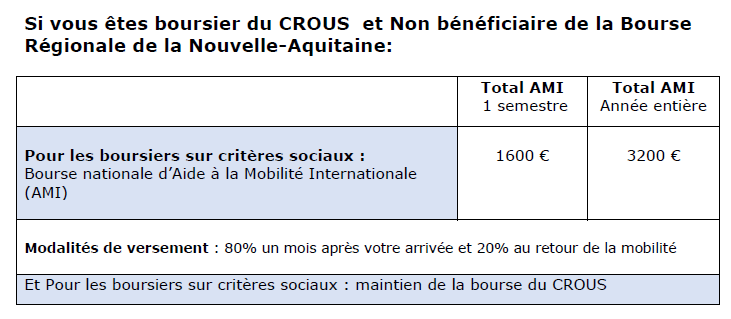 Si vous êtes boursier du CROUS et Non bénéficiaire de la Bourse
Régionale de la Nouvelle-Aquitaine:
Total AMI
1 semestre
Total AMI
Année entière
Pour les boursiers sur critères sociaux :
Bourse nationale d’Aide à la Mobilité Internationale
(AMI)
1600 €
3200 €
Modalités de versement : 80% un mois après votre arrivée et 20% au retour de la mobilité
Et Pour les boursiers sur critères sociaux : maintien de la bourse du CROUS